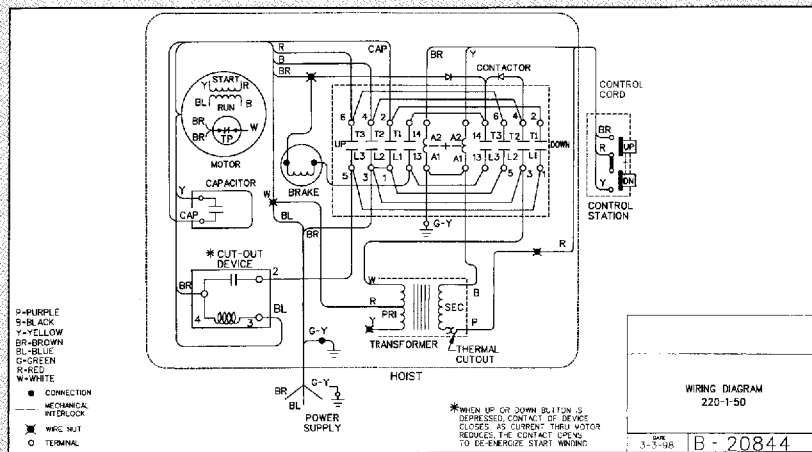 R
B
BR
CAP
BR
Y
CONTACTOR
CONTROL
CORD
START
Y R
BL B
RUN
BR
BR
TP
W
MOTOR
6 4 2
T3 T2 T1 14
A2 A2
14 T3 T2 T1
6 4 2
UP
DOWN
L3 L2 L1 13
A1 A1
13 L3 L2 L1
5 3 1
5 3 1
BRAKE
BR
R
Y
UP
DN
CONTROL
STATION
CAPACITOR
Y
CAP
W
BL
BR
G-Y
R
* CUT-OUT
DEVICE
2
BR
BL
4 3
W
R
Y
PRI
SEC
B
P
TRANSFORMER
THERMAL
CUTOUT
HOIST
G-Y
BR
G-Y
BL
POWER
SUPPLY
P-PURPLE
B-BLACK
Y-YELLOW
BR-BROWN
BL-BLUE
G-GREEN
R-RED
W-WHITE
CONNECTION
MECHANICAL
INTERLOCK
WIRE NUT
TERMINAL
*WHEN UP OR DOWN BUTTON IS
DEPRESSED, CONTACT OF DEVICE
CLOSES. AS CURRENT THRU MOTOR
REDUCES, THE CONTACT OPENS
TO DE-ENERGIZE START WINDING
WIRING DIAGRAM
220-1-50
DATE
3-3-98
B - 20844